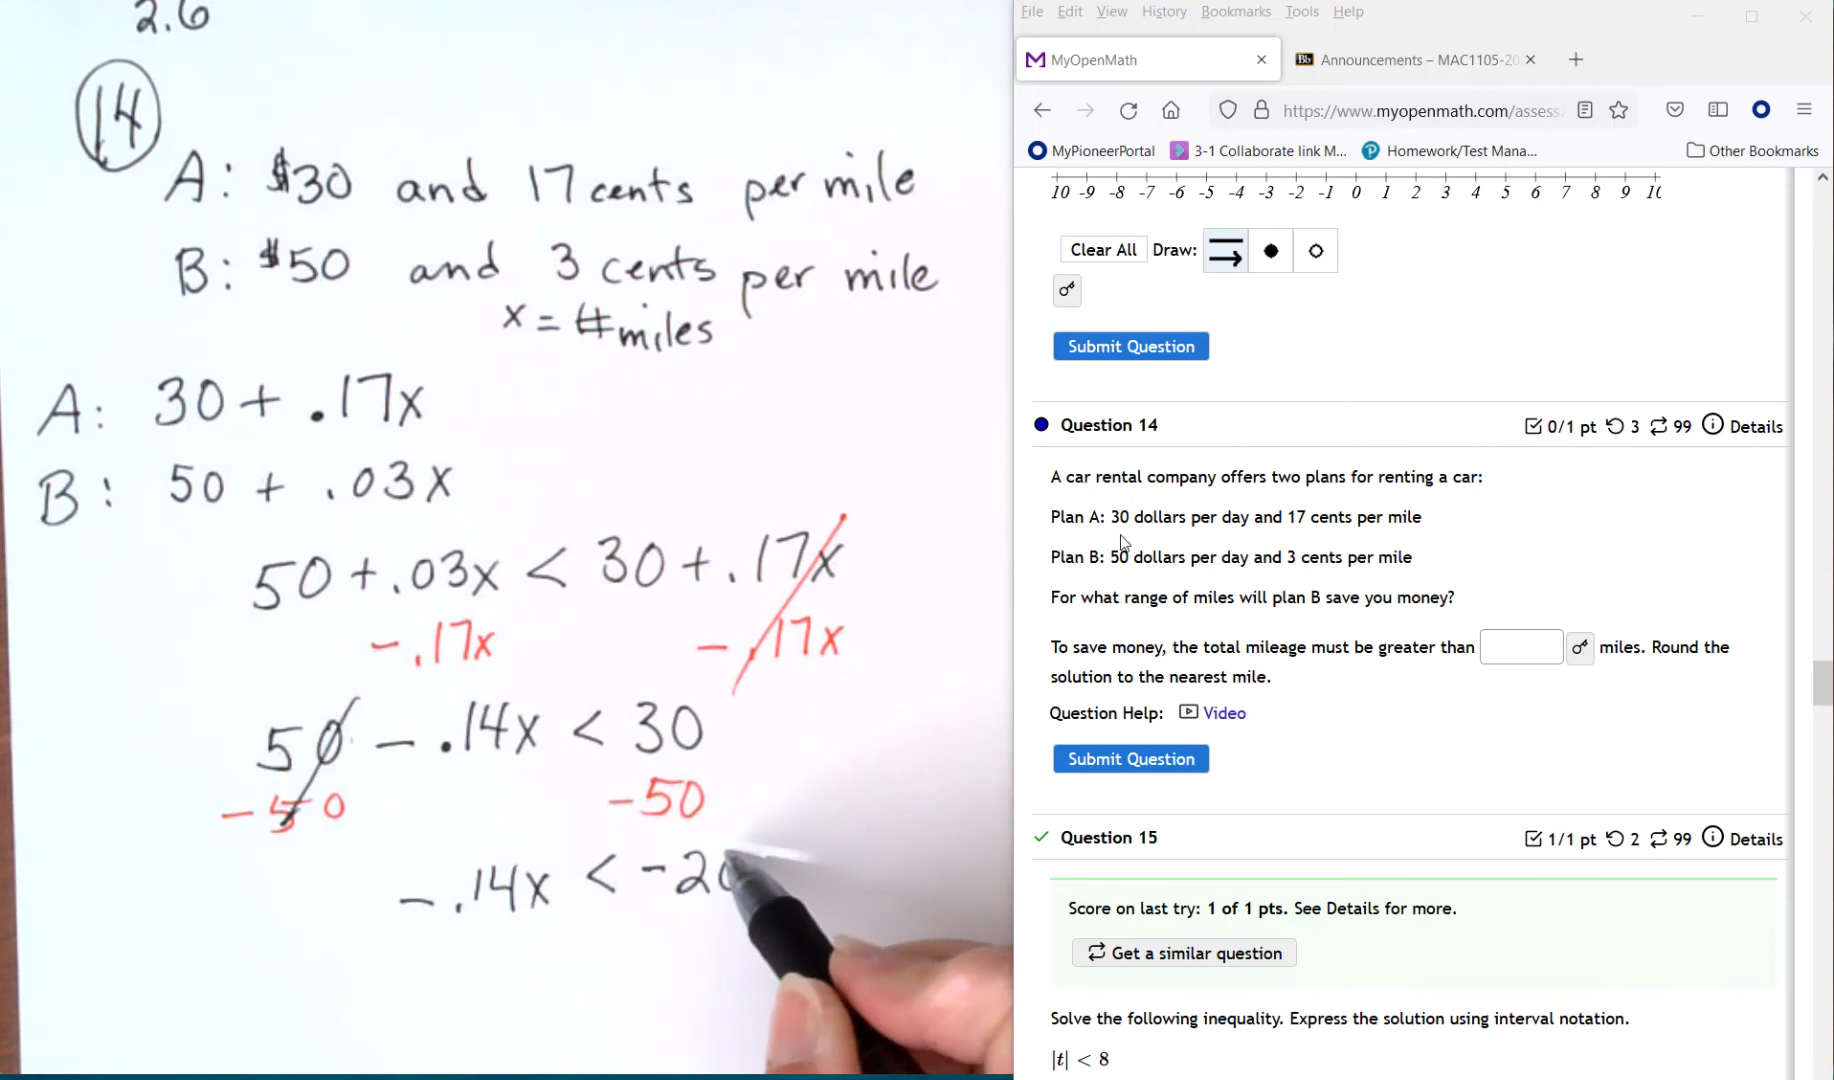 2.6
14
A: $30 and 17 cents per mile
B: $50 and 3 cents per mile
x = # miles
A: 30 + .17x
B: 50 + .03x
50 + .03x < 30 + .17x
- .17x - .17x
50 - .14x < 30
- 50 - 50
- .14x < -20
File Edit View History Bookmarks Tools Help
MyOpenMath
Bb Announcements – MAC1105-20
https://www.myopenmath.com/assess
MyPioneerPortal 3-1 Collaborate link M... Homework/Test Mana... Other Bookmarks
10 -9 -8 -7 -6 -5 -4 -3 -2 -1 0 1 2 3 4 5 6 7 8 9 10
Clear All Draw:
Submit Question
Question 14 0/1 pt 3 99 Details
A car rental company offers two plans for renting a car:
Plan A: 30 dollars per day and 17 cents per mile
Plan B: 50 dollars per day and 3 cents per mile
For what range of miles will plan B save you money?
To save money, the total mileage must be greater than miles. Round the
solution to the nearest mile.
Question Help: Video
Submit Question
Question 15 1/1 pt 2 99 Details
Score on last try: 1 of 1 pts. See Details for more.
Get a similar question
Solve the following inequality. Express the solution using interval notation.
|t| < 8